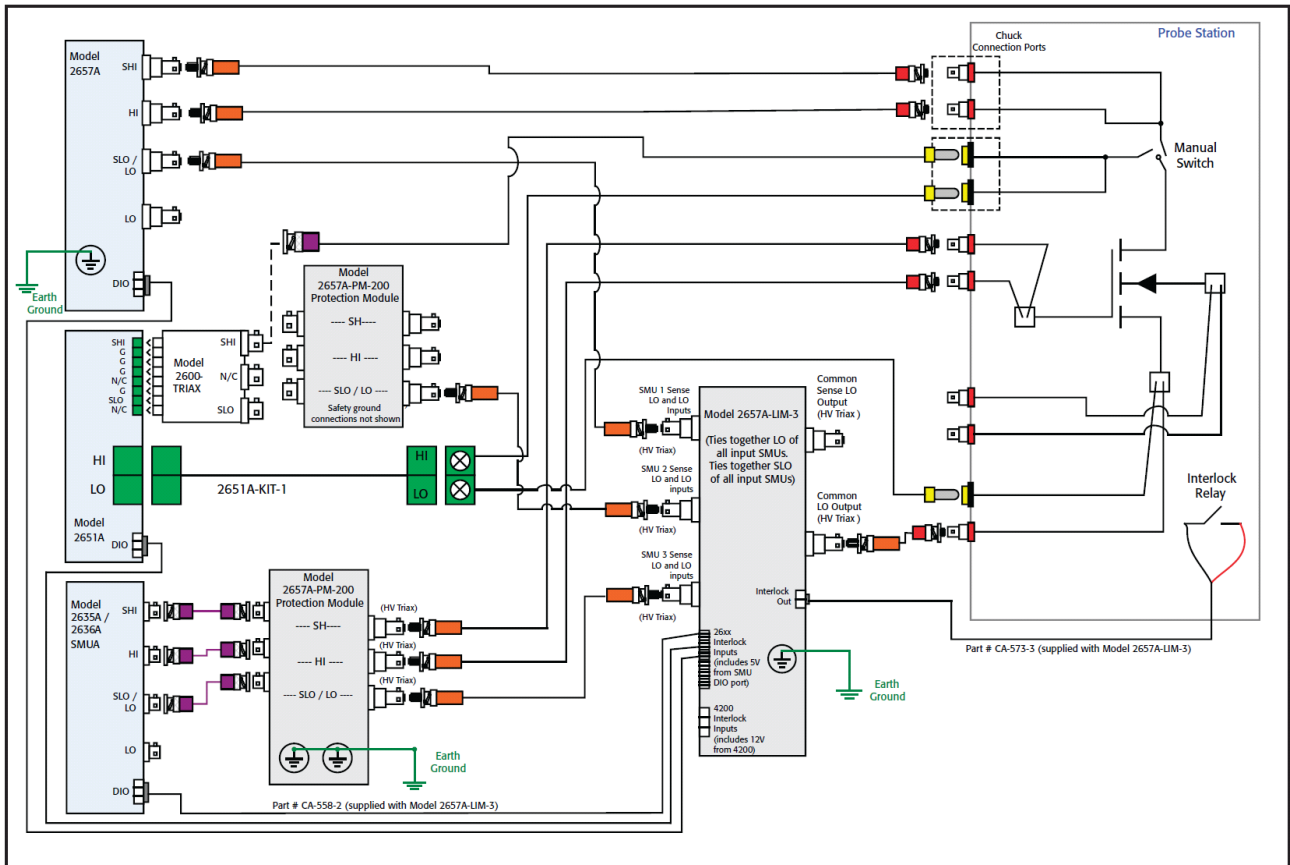 Model
2657A
SHI
HI
SLO /
LO
LO
DIO
Earth
Ground
Probe Station
Chuck
Connection Ports
Manual
Switch
Interlock
Relay
Model
2657A-PM-200
Protection Module
---- SH----
---- HI ----
---- SLO / LO ----
Safety ground
connections not shown
SHI
G
G
G
N/C
G
SLO
N/C
Model
2600-
TRIAX
SHI
N/C
SLO
HI
LO
2651A-KIT-1
HI
LO
Model
2651A
DIO
SMU 1 Sense
LO and LO
Inputs
(HV Triax)
SMU 2 Sense
LO and LO
inputs
(HV Triax)
SMU 3 Sense
LO and LO
inputs
(HV Triax)
Model 2657A-LIM-3
(Ties together LO of
all input SMUs.
Ties together SLO
of all input SMUs)
Common
Sense LO
Output
(HV Triax )
Common
LO Output
(HV Triax )
Interlock
Out
26xx
Interlock
Inputs
(includes 5V
from SMU
DIO port)
4200
Interlock
Inputs
(includes 12V
from 4200)
Earth
Ground
Part # CA-573-3 (supplied with Model 2657A-LIM-3)
Model
2635A /
2636A
SMUA
SHI
HI
SLO /
LO
LO
DIO
Model
2657A-PM-200
Protection Module
---- SH----
---- HI ----
---- SLO / LO ----
(HV Triax)
(HV Triax)
(HV Triax)
Earth
Ground
Part # CA-558-2 (supplied with Model 2657A-LIM-3)